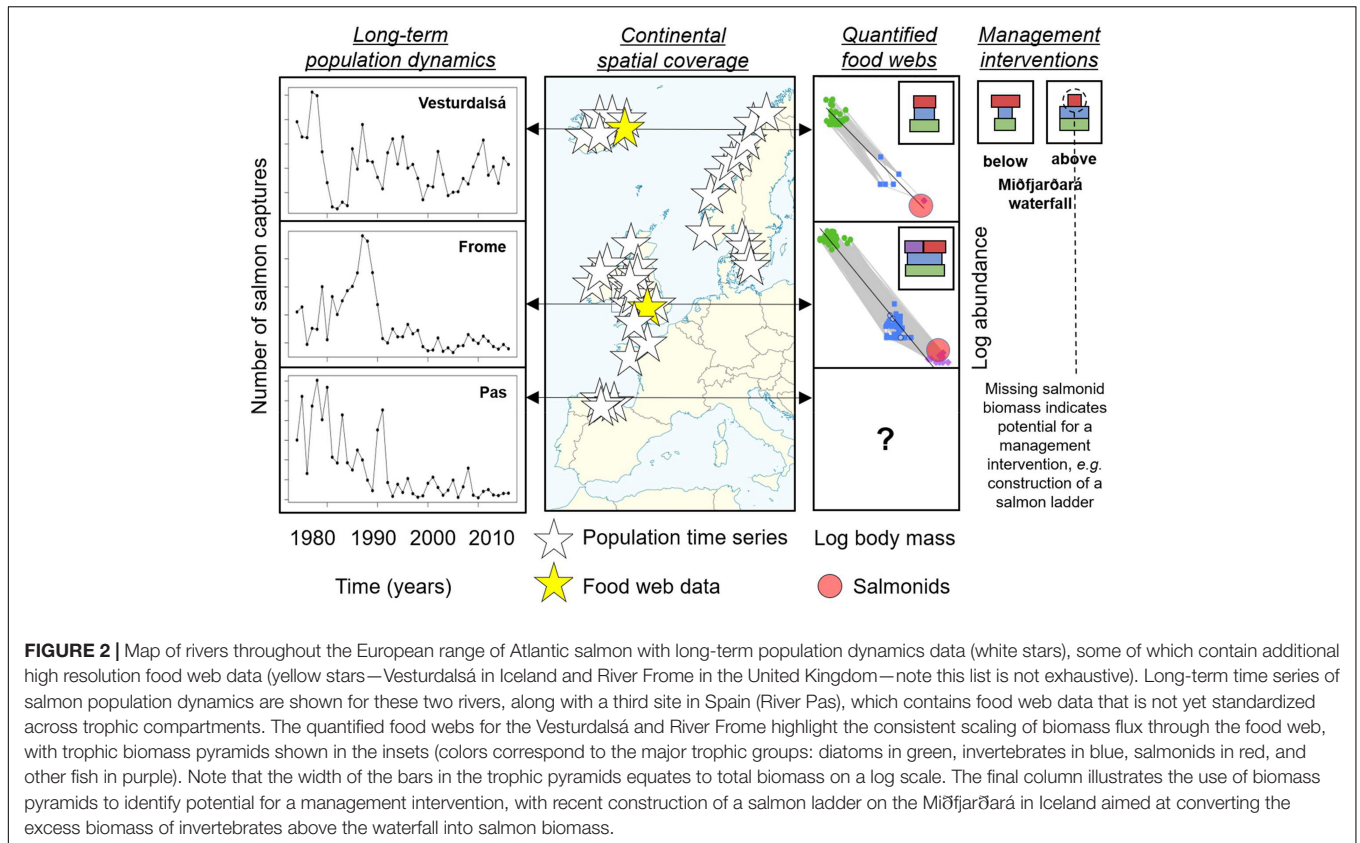 Long-term
population dynamics
Continental
spatial coverage
Quantified
food webs
Management
interventions
Number of salmon captures
Vesturdalsá
Frome
Pas
1980 1990 2000 2010
Time (years)
Population time series
Food web data
?
Log abundance
Log body mass
Salmonids
below
above
Miðfjarðará
waterfall
Missing salmonid
biomass indicates
potential for a
management
intervention, e.g.
construction of a
salmon ladder
FIGURE 2 | Map of rivers throughout the European range of Atlantic salmon with long-term population dynamics data (white stars), some of which contain additional
high resolution food web data (yellow stars—Vesturdalsá in Iceland and River Frome in the United Kingdom—note this list is not exhaustive). Long-term time series of
salmon population dynamics are shown for these two rivers, along with a third site in Spain (River Pas), which contains food web data that is not yet standardized
across trophic compartments. The quantified food webs for the Vesturdalsá and River Frome highlight the consistent scaling of biomass flux through the food web,
with trophic biomass pyramids shown in the insets (colors correspond to the major trophic groups: diatoms in green, invertebrates in blue, salmonids in red, and
other fish in purple). Note that the width of the bars in the trophic pyramids equates to total biomass on a log scale. The final column illustrates the use of biomass
pyramids to identify potential for a management intervention, with recent construction of a salmon ladder on the Miðfjarðará in Iceland aimed at converting the
excess biomass of invertebrates above the waterfall into salmon biomass.